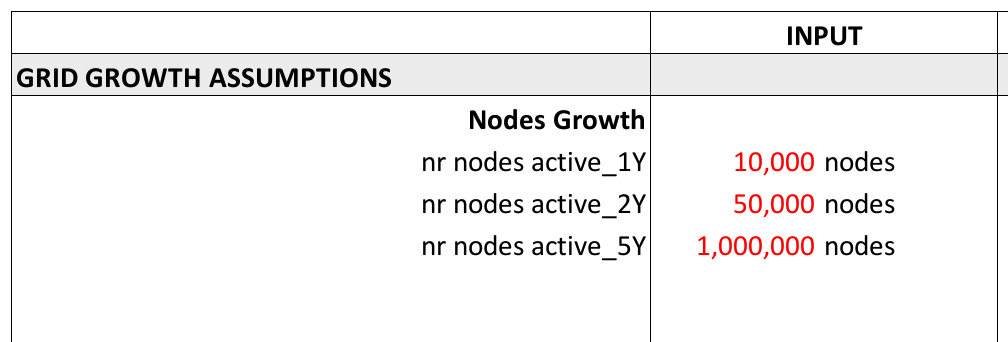 INPUT
GRID GROWTH ASSUMPTIONS
Nodes Growth
nr nodes active_1Y 10,000 nodes
nr nodes active_2Y 50,000 nodes
nr nodes active_5Y 1,000,000 nodes